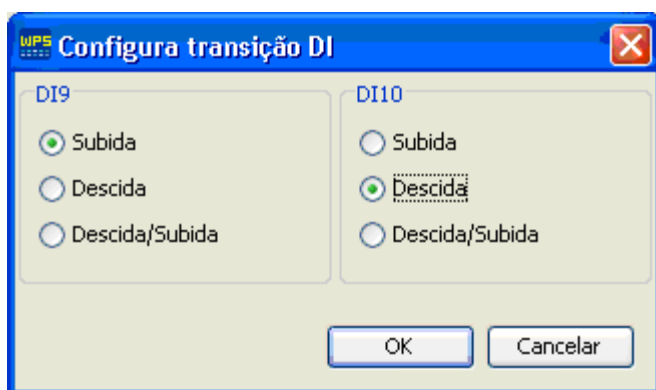 WPS Configura transição DI
DI9
Subida
Descida
Descida/Subida
DI10
Subida
Descida
Descida/Subida
OK
Cancelar